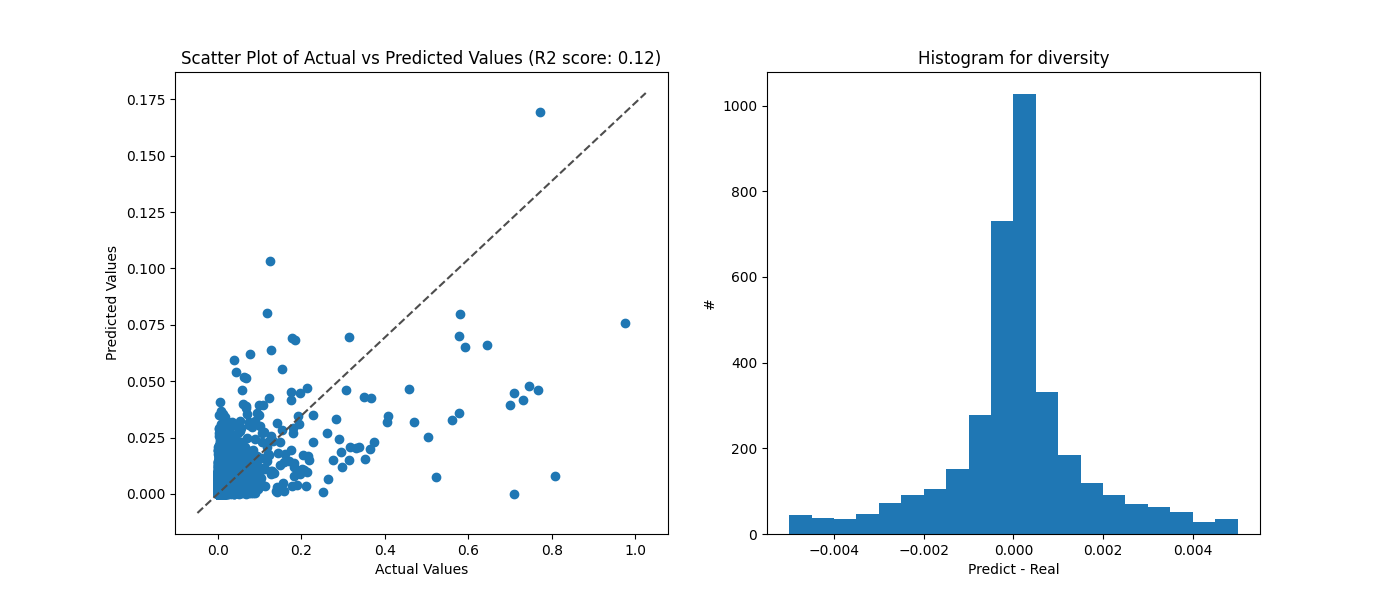 Scatter Plot of Actual vs Predicted Values (R2 score: 0.12)
Predicted Values
0.175
0.150
0.125
0.100
0.075
0.050
0.025
0.000
0.0 0.2 0.4 0.6 0.8 1.0
Actual Values
Histogram for diversity
#
1000
800
600
400
200
0
−0.004 −0.002 0.000 0.002 0.004
Predict - Real